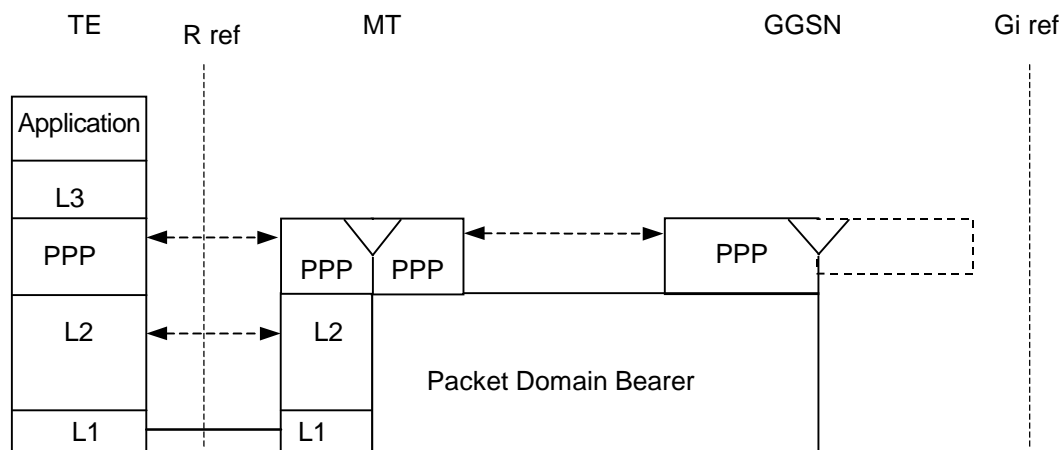 TE
R ref
MT
GGSN
Gi ref
Application
L3
PPP
PPP
PPP
PPP
L2
L2
Packet Domain Bearer
L1
L1